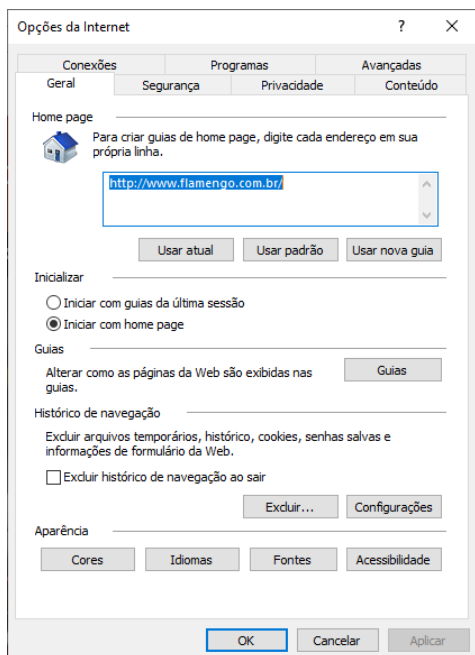 Opções da Internet
?
Conexões Programas Avançadas
Geral Segurança Privacidade Conteúdo
Home page
Para criar guias de home page, digite cada endereço em sua
própria linha.
http://www.flamengo.com.br/
Usar atual Usar padrão Usar nova guia
Inicializar
Iniciar com guias da última sessão
Iniciar com home page
Guias
Alterar como as páginas da Web são exibidas nas
guias.
Guias
Histórico de navegação
Excluir arquivos temporários, histórico, cookies, senhas salvas e
informações de formulário da Web.
Excluir histórico de navegação ao sair
Excluir... Configurações
Aparência
Cores Idiomas Fontes Acessibilidade
OK Cancelar Aplicar